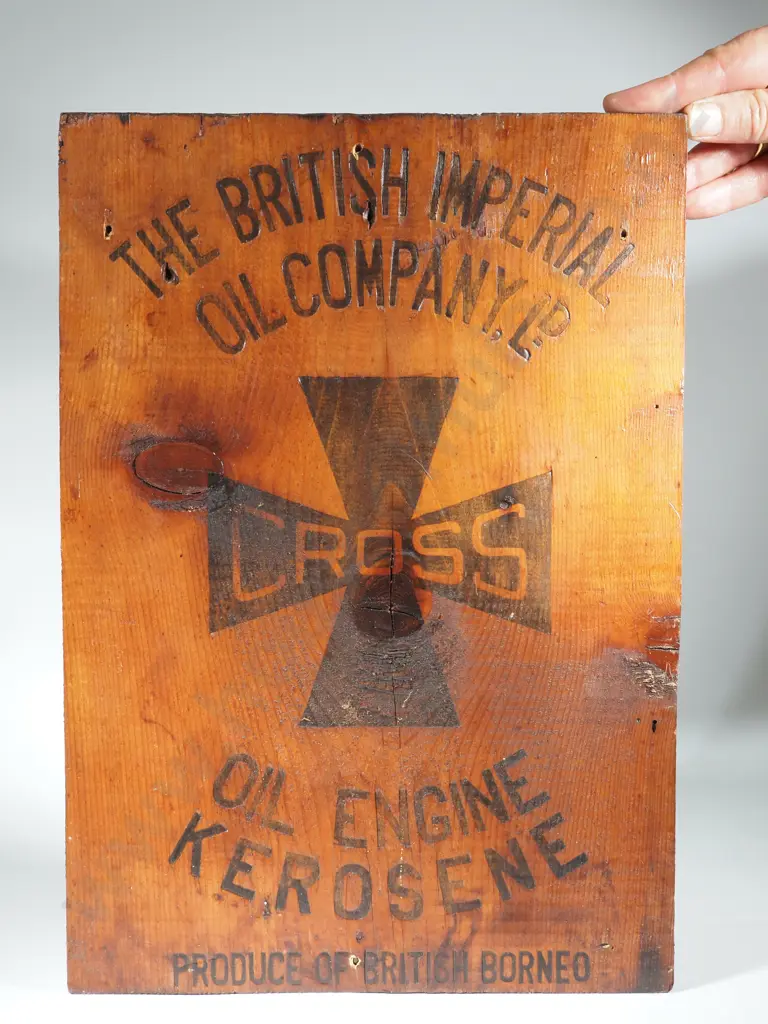 THE BRITISH IMPERIAL
OIL COMPANY, LD.
CROSS
OIL ENGINE
KEROSENE
PRODUCE OF BRITISH BORNEO